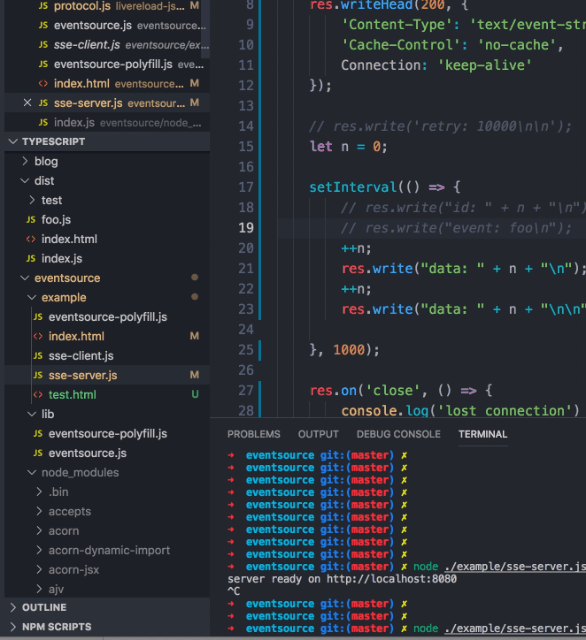 JS protocol.js livereload-js... M
JS eventsource.js eventsource...
JS sse-client.js eventsource/ex...
JS eventsource-polyfill.js eve...
<> index.html eventsource... M
× JS sse-server.js eventsour... M
JS index.js eventsource/node_...
TYPESCRIPT
> blog
dist
> test
JS foo.js
<> index.html
JS index.js
eventsource
example
JS eventsource-polyfill.js
<> index.html M
JS sse-client.js
JS sse-server.js M
<> test.html U
lib
JS eventsource-polyfill.js
JS eventsource.js
node_modules
> .bin
> accepts
> acorn
> acorn-dynamic-import
> acorn-jsx
> ajv
> OUTLINE
> NPM SCRIPTS
8 res.writeHead(200, {
9 'Content-Type': 'text/event-str
10 'Cache-Control': 'no-cache',
11 Connection: 'keep-alive'
12 });
13
14 // res.write('retry: 10000\n\n');
15 let n = 0;
16
17 setInterval(() => {
18 // res.write("id: " + n + "\n")
19 // res.write("event: foo\n");
20 ++n;
21 res.write("data: " + n + "\n");
22 ++n;
23 res.write("data: " + n + "\n\n"
24
25 }, 1000);
26
27 res.on('close', () => {
28 console.log('lost connection')
PROBLEMS OUTPUT DEBUG CONSOLE TERMINAL
→ eventsource git:(master) ✗
→ eventsource git:(master) ✗
→ eventsource git:(master) ✗
→ eventsource git:(master) ✗
→ eventsource git:(master) ✗
→ eventsource git:(master) ✗
→ eventsource git:(master) ✗
→ eventsource git:(master) ✗
→ eventsource git:(master) ✗
→ eventsource git:(master) ✗ node ./example/sse-server.js
server ready on http://localhost:8080
^C
→ eventsource git:(master) ✗
→ eventsource git:(master) ✗
→ eventsource git:(master) ✗ node ./example/sse-server.js